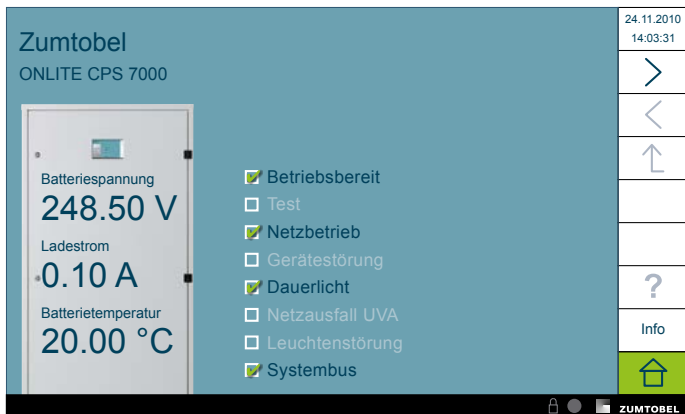 24.11.2010
14:03:31
Zumtobel
ONLITE CPS 7000
Batteriespannung
248.50 V
Ladestrom
0.10 A
Batterietemperatur
20.00 °C
Betriebsbereit
Test
Netzbetrieb
Gerätestörung
Dauerlicht
Netzausfall UVA
Leuchtenstörung
Systembus
?
Info
ZUMTOBEL